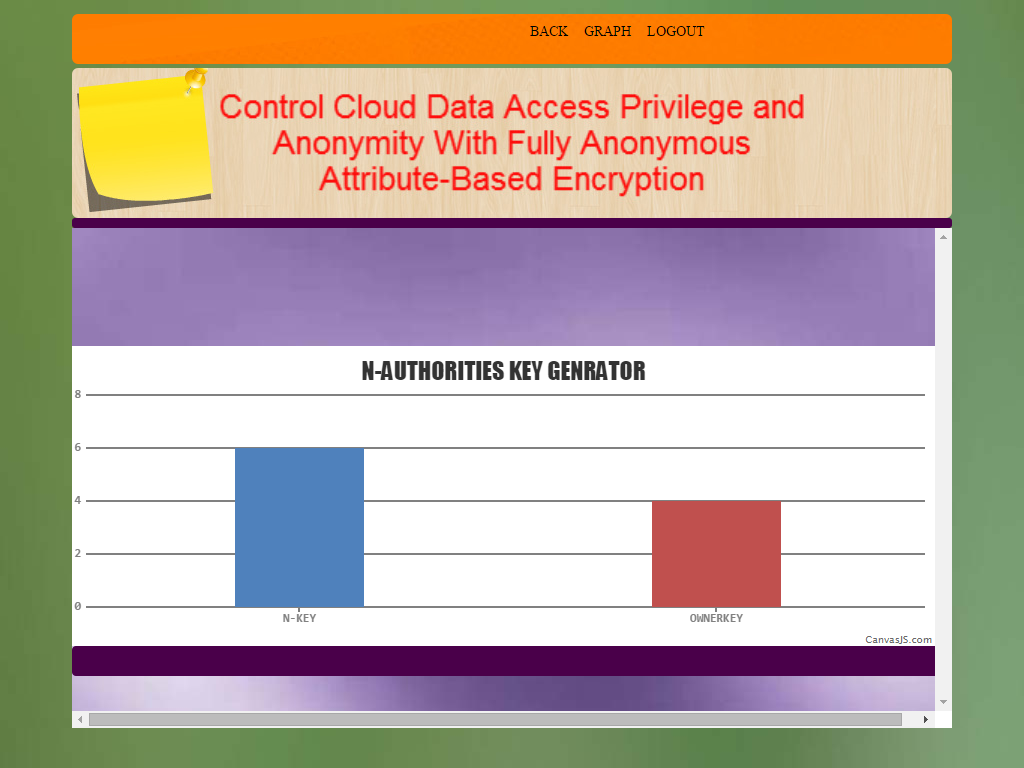 BACK GRAPH LOGOUT
Control Cloud Data Access Privilege and
Anonymity With Fully Anonymous
Attribute-Based Encryption
N-AUTHORITIES KEY GENRATOR
8
6
4
2
0
N-KEY OWNERKEY
CanvasJS.com